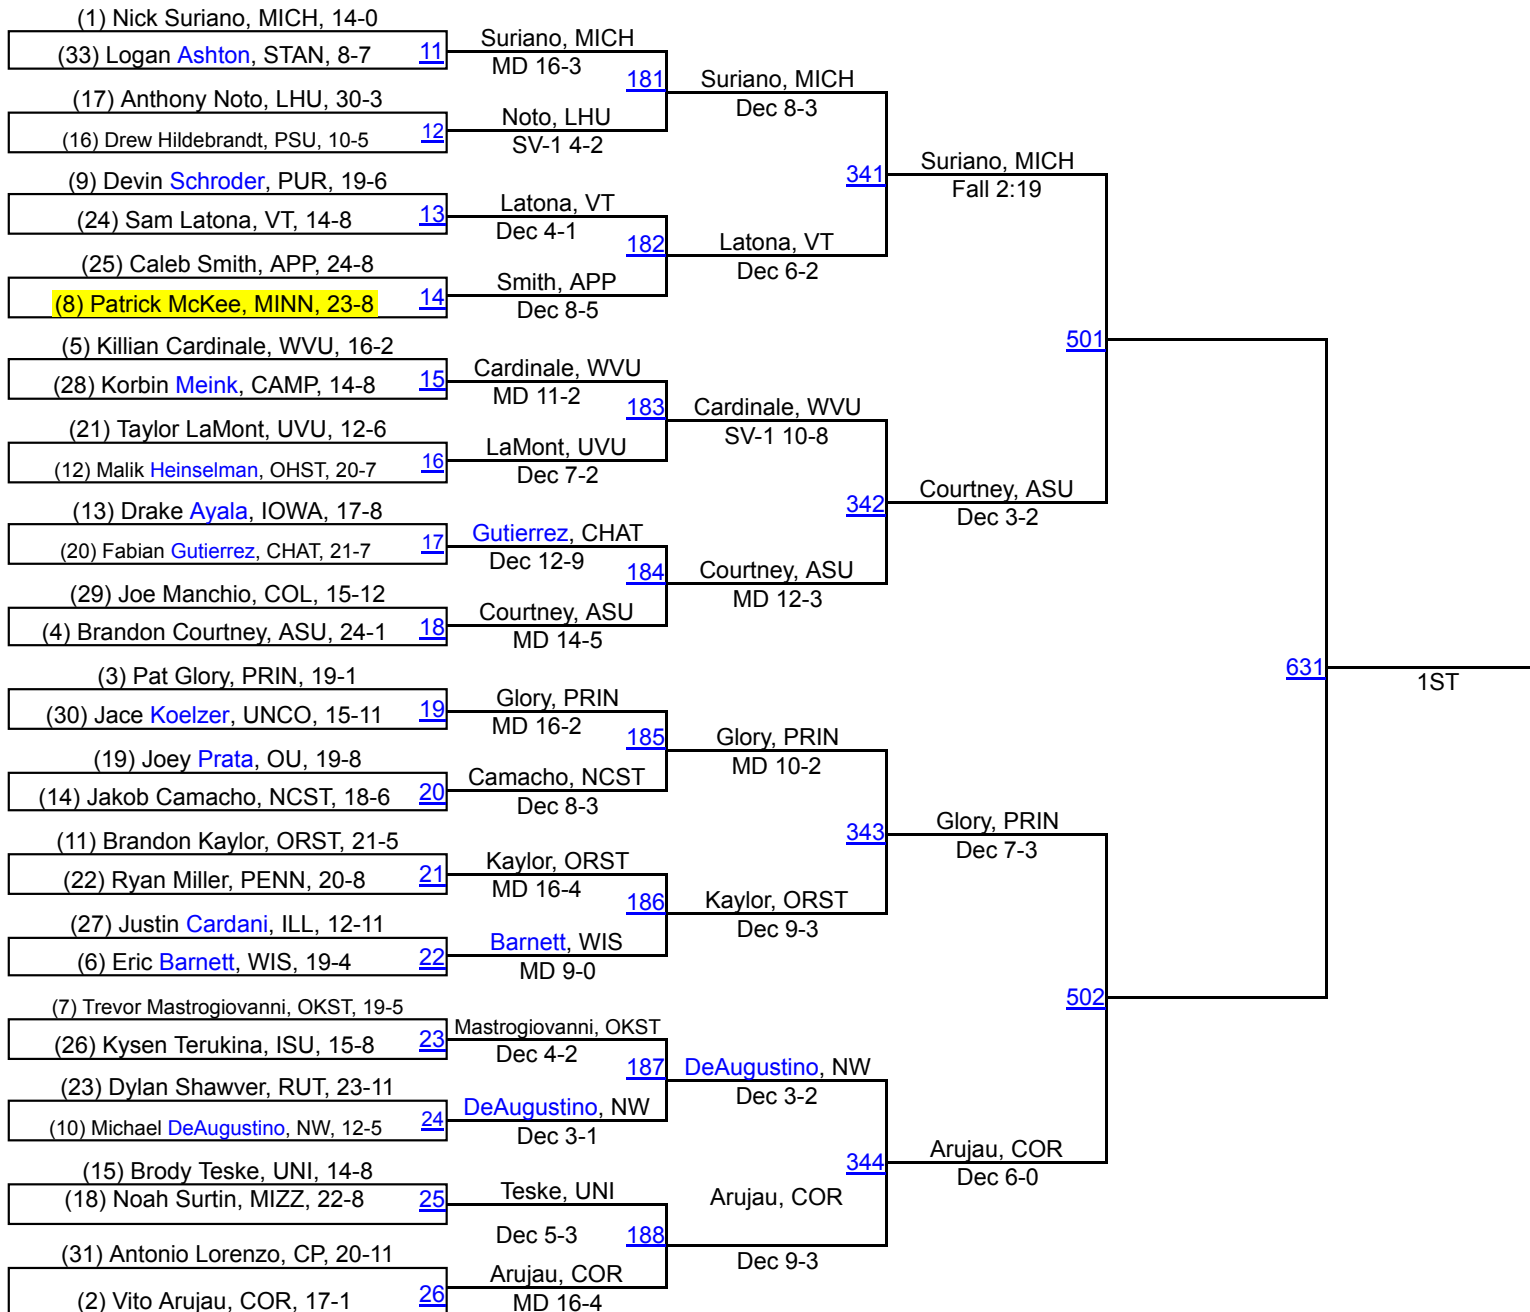 (1) Nick Suriano, MICH, 14-0
(33) Logan Ashton, STAN, 8-7
11
Suriano, MICH
MD 16-3
(17) Anthony Noto, LHU, 30-3
(16) Drew Hildebrandt, PSU, 10-5
12
Noto, LHU
SV-1 4-2
181
Suriano, MICH
Dec 8-3
(9) Devin Schroder, PUR, 19-6
(24) Sam Latona, VT, 14-8
13
Latona, VT
Dec 4-1
(25) Caleb Smith, APP, 24-8
(8) Patrick McKee, MINN, 23-8
14
Smith, APP
Dec 8-5
182
Latona, VT
Dec 6-2
341
Suriano, MICH
Fall 2:19
(5) Killian Cardinale, WVU, 16-2
(28) Korbin Meink, CAMP, 14-8
15
Cardinale, WVU
MD 11-2
(21) Taylor LaMont, UVU, 12-6
(12) Malik Heinselman, OHST, 20-7
16
LaMont, UVU
Dec 7-2
183
Cardinale, WVU
SV-1 10-8
(13) Drake Ayala, IOWA, 17-8
(20) Fabian Gutierrez, CHAT, 21-7
17
Gutierrez, CHAT
Dec 12-9
(29) Joe Manchio, COL, 15-12
(4) Brandon Courtney, ASU, 24-1
18
Courtney, ASU
MD 14-5
184
Courtney, ASU
MD 12-3
342
Courtney, ASU
Dec 3-2
501
(3) Pat Glory, PRIN, 19-1
(30) Jace Koelzer, UNCO, 15-11
19
Glory, PRIN
MD 16-2
(19) Joey Prata, OU, 19-8
(14) Jakob Camacho, NCST, 18-6
20
Camacho, NCST
Dec 8-3
185
Glory, PRIN
MD 10-2
(11) Brandon Kaylor, ORST, 21-5
(22) Ryan Miller, PENN, 20-8
21
Kaylor, ORST
MD 16-4
(27) Justin Cardani, ILL, 12-11
(6) Eric Barnett, WIS, 19-4
22
Barnett, WIS
MD 9-0
186
Kaylor, ORST
Dec 9-3
343
Glory, PRIN
Dec 7-3
(7) Trevor Mastrogiovanni, OKST, 19-5
(26) Kysen Terukina, ISU, 15-8
23
Mastrogiovanni, OKST
Dec 4-2
(23) Dylan Shawver, RUT, 23-11
(10) Michael DeAugustino, NW, 12-5
24
DeAugustino, NW
Dec 3-1
187
DeAugustino, NW
Dec 3-2
(15) Brody Teske, UNI, 14-8
(18) Noah Surtin, MIZZ, 22-8
25
Teske, UNI
Dec 5-3
(31) Antonio Lorenzo, CP, 20-11
(2) Vito Arujau, COR, 17-1
26
Arujau, COR
MD 16-4
188
Arujau, COR
Dec 9-3
344
Arujau, COR
Dec 6-0
502
631
1ST